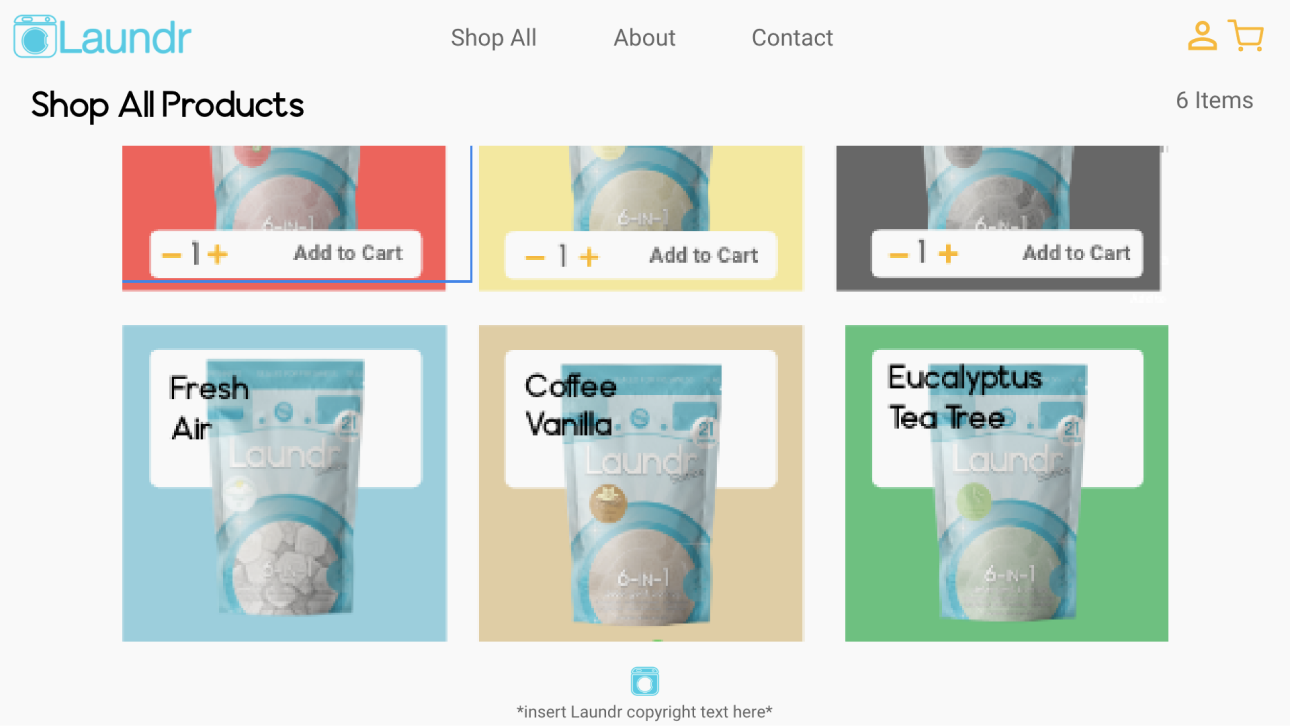 Laundr
Shop All
About
Contact
Shop All Products
6 Items
6-IN-1
6-IN-1
6-IN-1
1
Add to Cart
1
Add to Cart
1
Add to Cart
Fresh
Air
21
Laundr
6-IN-1
Coffee
Vanilla
21
Laundr
6-IN-1
Eucalyptus
Tea Tree
21
Laundr
6-IN-1
*insert Laundr copyright text here*